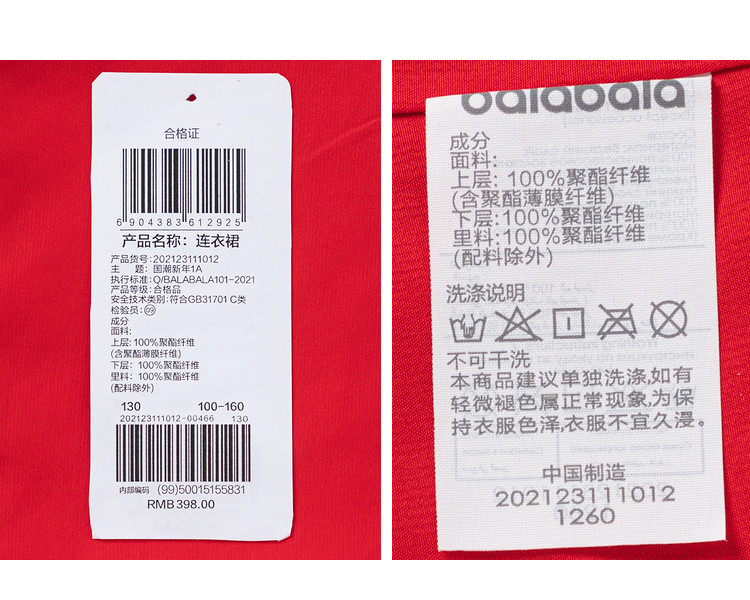 合格证
6 904383 612925
产品名称: 连衣裙
产品货号: 202123111012
主 题: 国潮新年1A
执行标准: Q/BALABALA101-2021
产品等级: 合格品
安全技术类别: 符合GB31701 C类
检验员: 09
成分
面料:
上层: 100%聚酯纤维
(含聚酯薄膜纤维)
下层: 100%聚酯纤维
里料: 100%聚酯纤维
(配料除外)
130 100-160
202123111012-00466 130
内部编码 (99)50015155831
RMB398.00
balabala
成分
面料:
上层: 100%聚酯纤维
(含聚酯薄膜纤维)
下层:100%聚酯纤维
里料:100%聚酯纤维
(配料除外)
洗涤说明
不可干洗
本商品建议单独洗涤,如有
轻微褪色属正常现象,为保
持衣服色泽,衣服不宜久浸。
中国制造
202123111012
1260